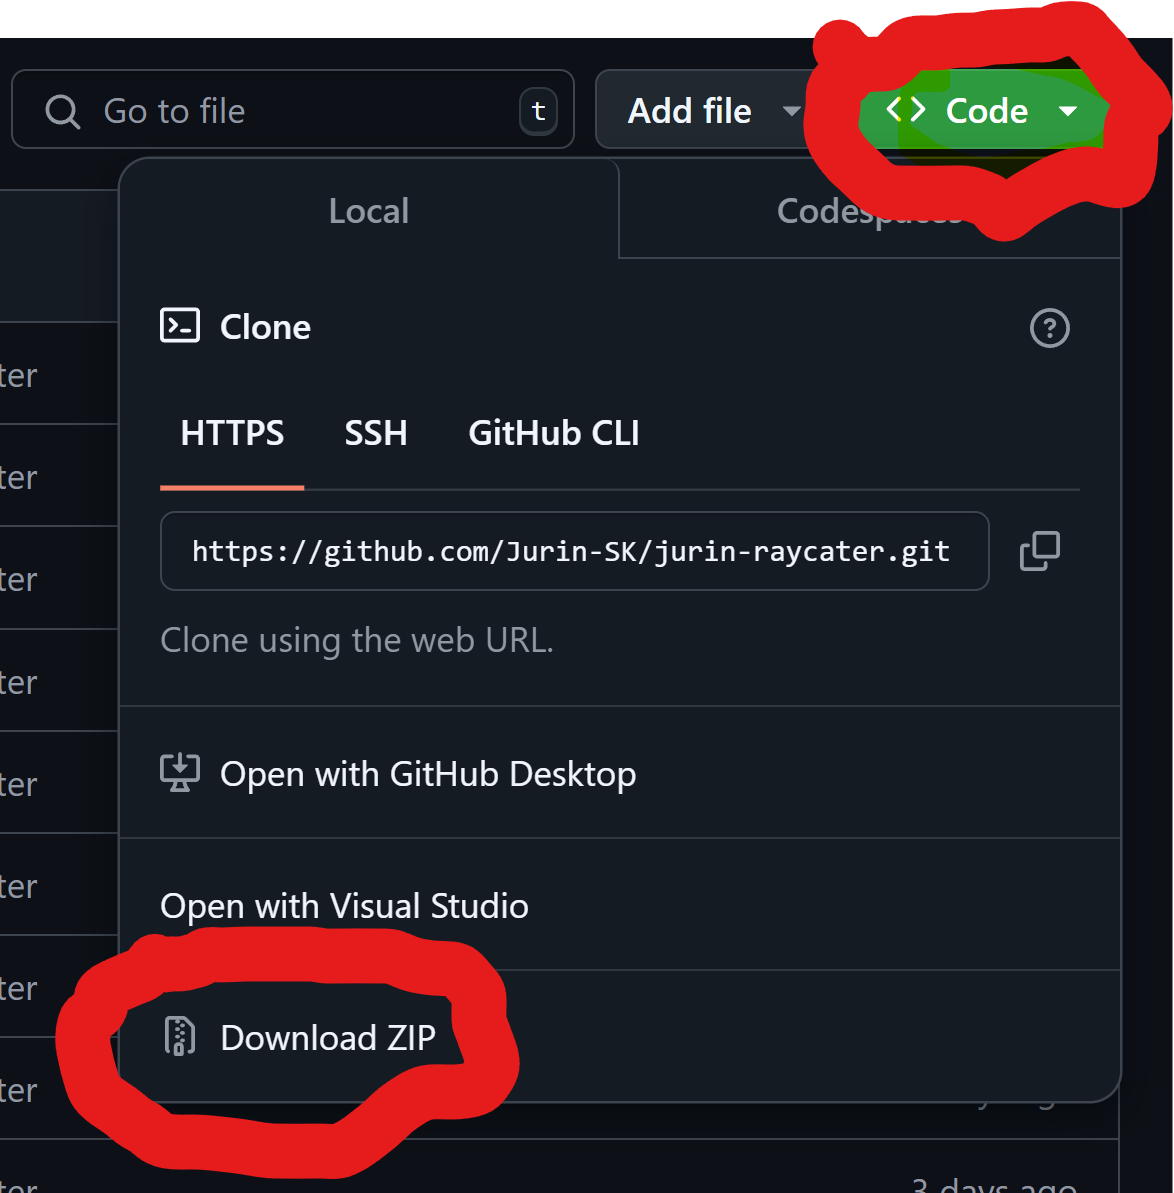 Go to file
t
Add file
Code
Local
Clone
HTTPS
SSH
GitHub CLI
https://github.com/Jurin-SK/jurin-raycater.git
Clone using the web URL.
Open with GitHub Desktop
Open with Visual Studio
Download ZIP
ter
ter
ter
ter
ter
ter
ter
ter
3 days ago